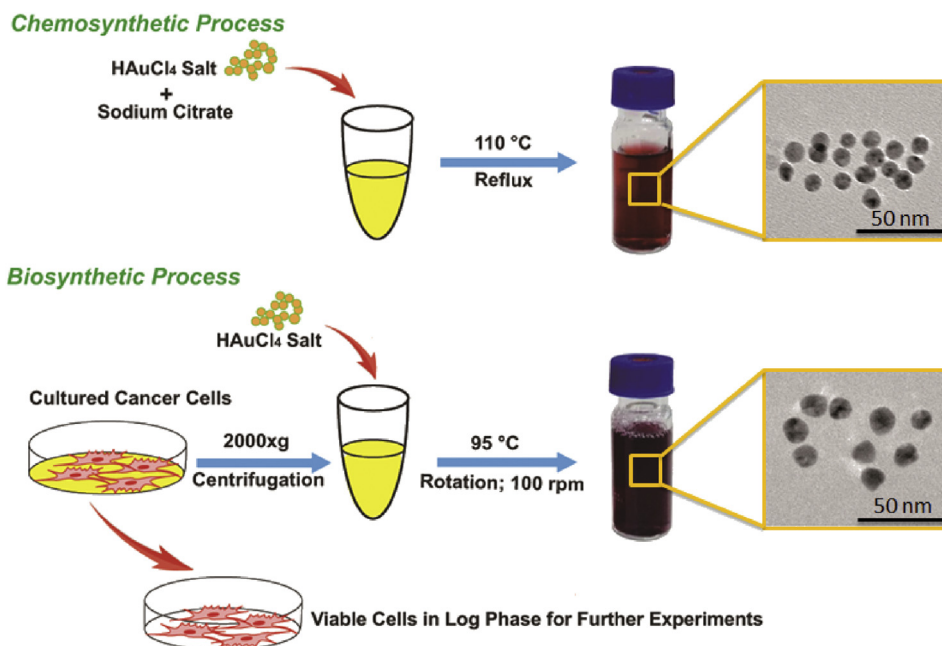 Chemosynthetic Process
HAuCl₄ Salt
+
Sodium Citrate
110 °C
Reflux
50 nm
Biosynthetic Process
HAuCl₄ Salt
Cultured Cancer Cells
2000xg
Centrifugation
95 °C
Rotation; 100 rpm
50 nm
Viable Cells in Log Phase for Further Experiments